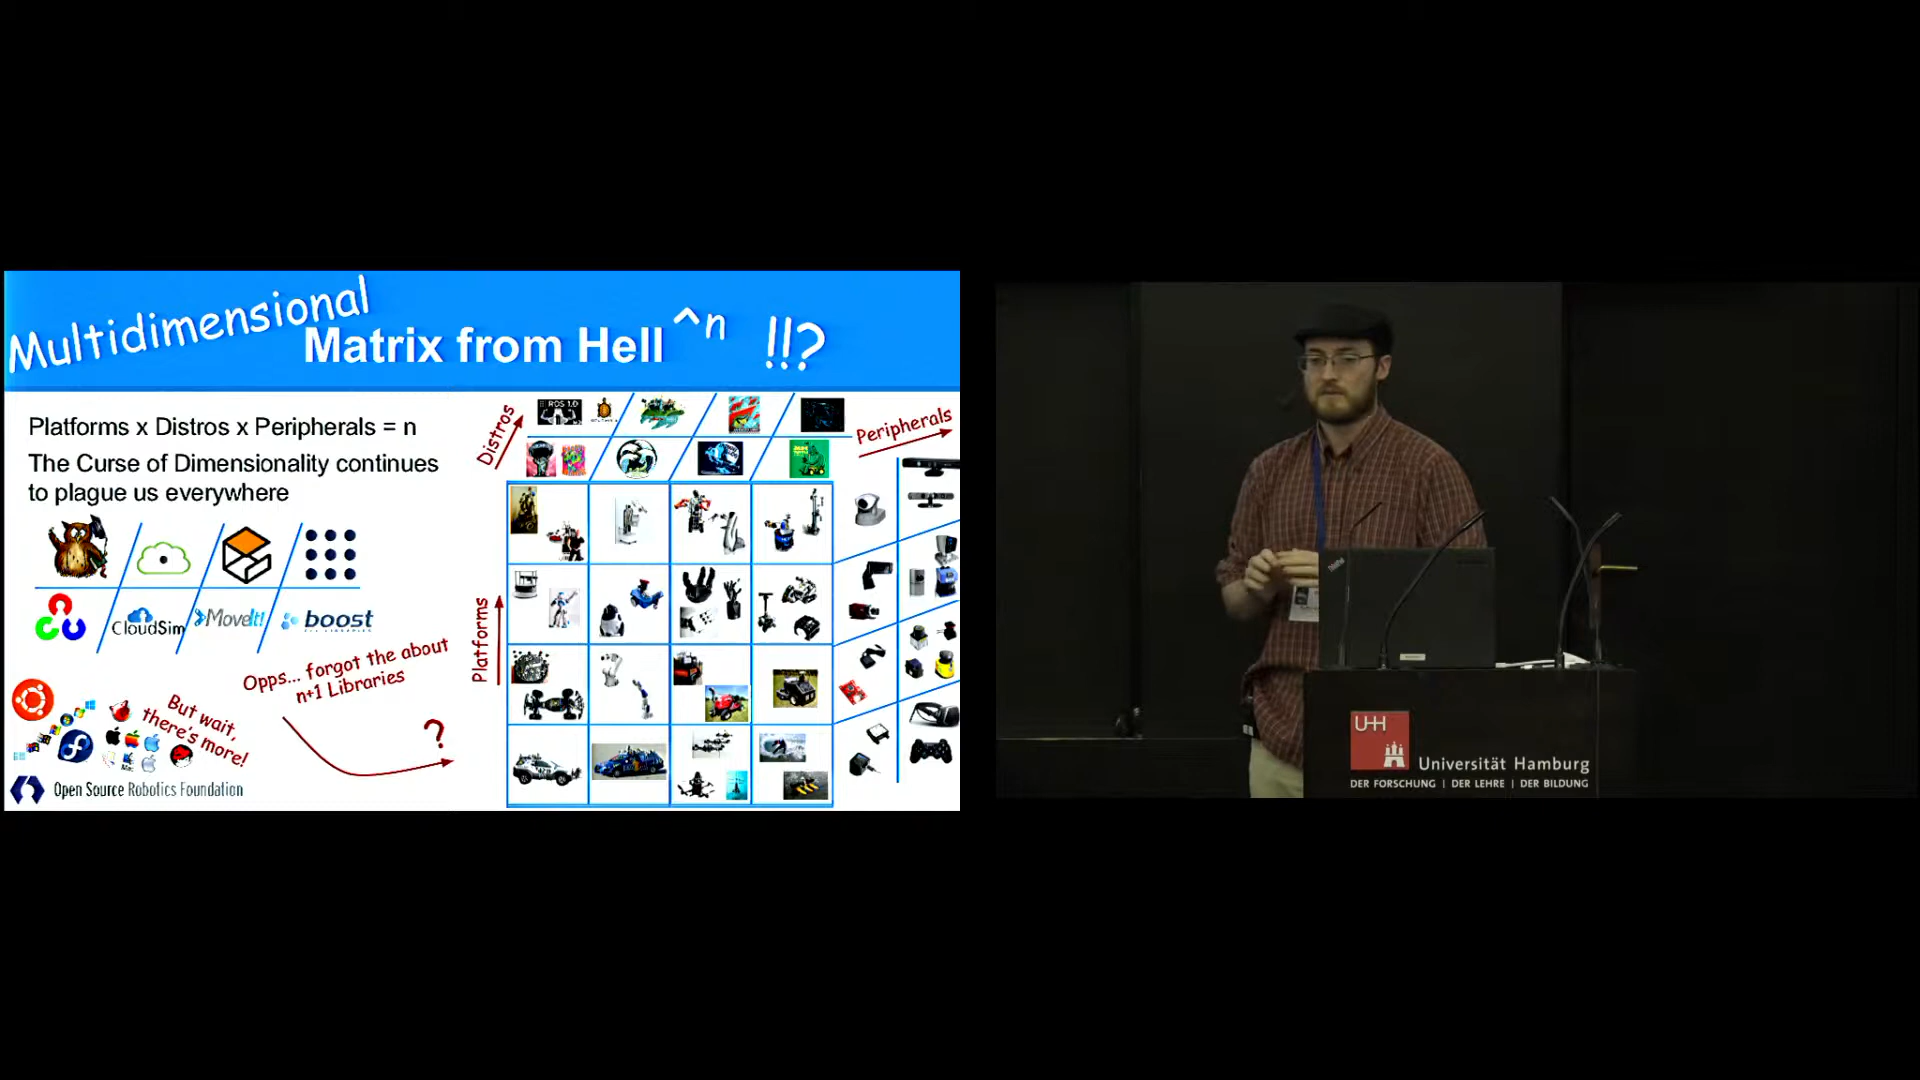 Multidimensional
Matrix from Hell ^n !!?
Platforms x Distros x Peripherals = n
The Curse of Dimensionality continues
to plague us everywhere
CloudSim
MoveIt!
boost
Opps... forgot the about
n+1 Libraries
But wait,
there's more!
?
Open Source Robotics Foundation
Distros
ROS 1.0
Peripherals
Platforms
ThinkPad
UHH
Universität Hamburg
DER FORSCHUNG | DER LEHRE | DER BILDUNG